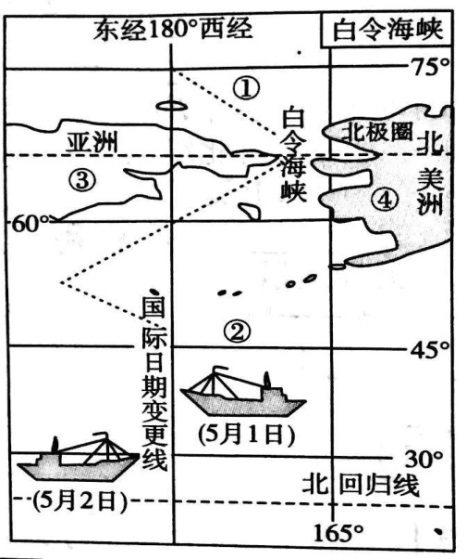 东经180°西经
白令海峡
75°
①
亚洲
白令海峡
北极圈
北美洲
③
④
60°
国际日期变更线
②
45°
(5月1日)
30°
北回归线
(5月2日)
165°